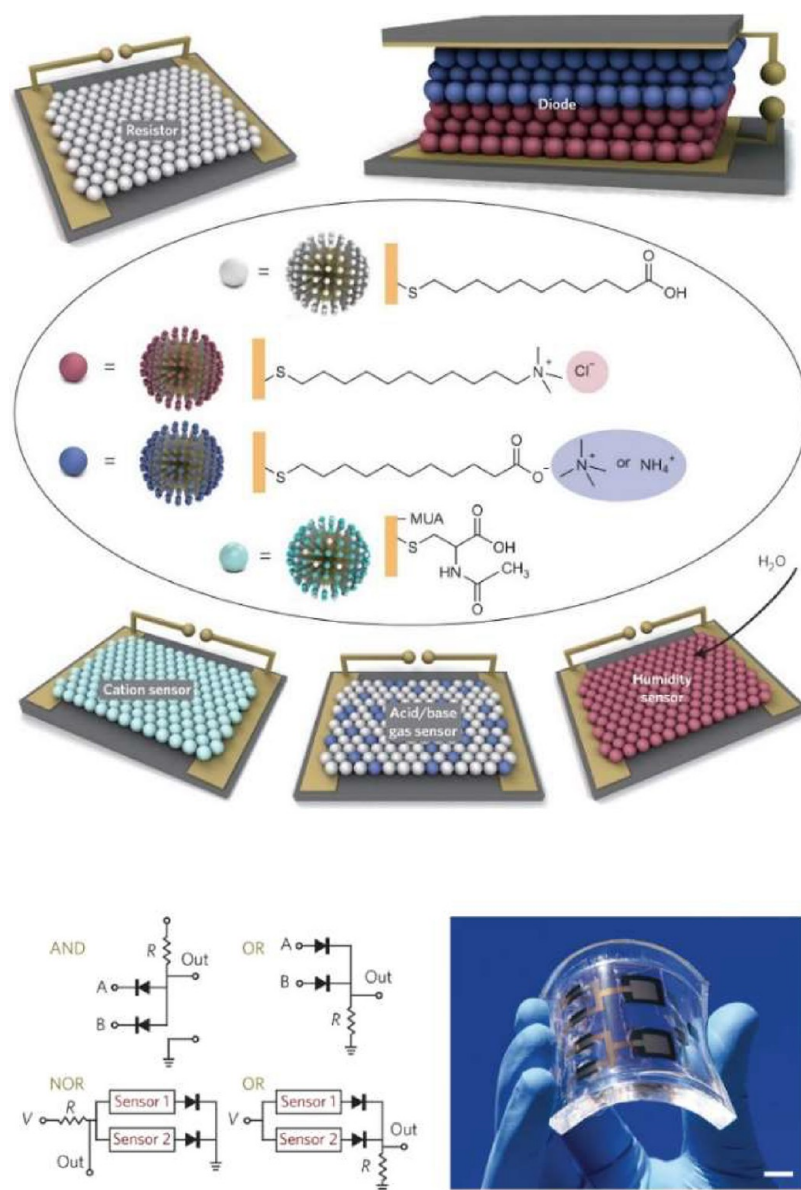 Resistor
Diode
= S O OH
= S N+ Cl−
= S O O− N+ or NH4+
= MUA
S O OH
HN CH3
O
H2O
Cation sensor
Acid/base
gas sensor
Humidity
sensor
AND R Out A B
OR A B Out R
NOR V R Sensor 1 Sensor 2 Out
OR V Sensor 1 Sensor 2 Out R